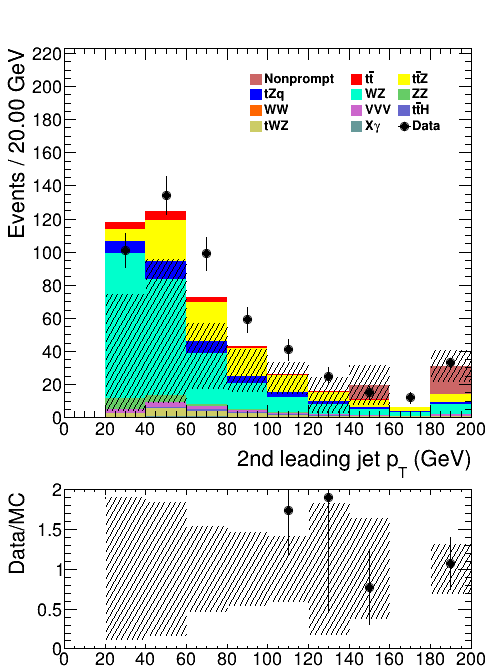 Events / 20.00 GeV
220
200
180
160
140
120
100
80
60
40
20
0
Nonprompt tt̄ tt̄Z
tZq WZ ZZ
WW VVV tt̄H
tWZ Xγ Data
0 20 40 60 80 100 120 140 160 180 200
2nd leading jet p_T (GeV)
Data/MC
2
1.5
1
0.5
0
0 20 40 60 80 100 120 140 160 180 200